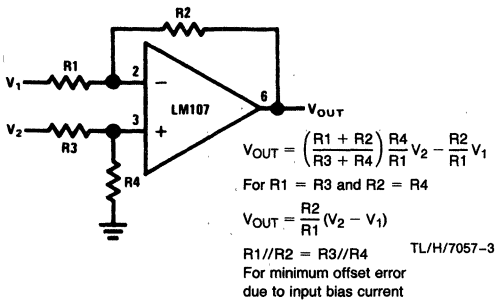 R2
R1
V1
2
−
LM107
6
VOUT
V2
R3
3
+
R4
VOUT = ((R1 + R2)/(R3 + R4)) R4/R1 V2 − R2/R1 V1
For R1 = R3 and R2 = R4
VOUT = R2/R1 (V2 − V1)
R1//R2 = R3//R4
TL/H/7057–3
For minimum offset error
due to input bias current